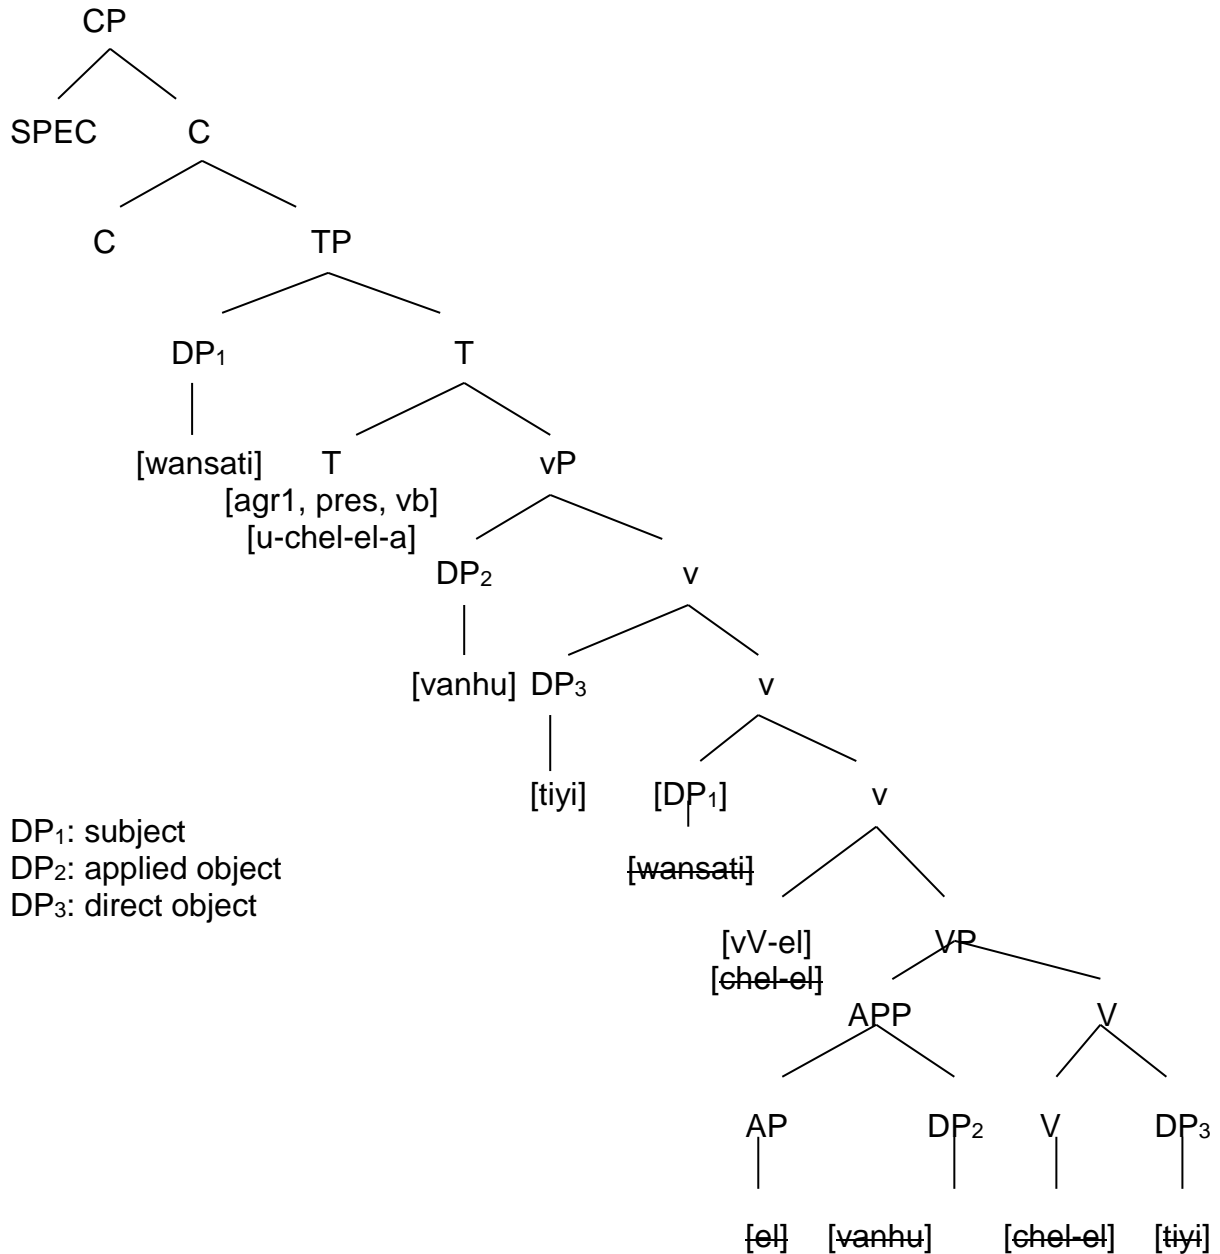 CP
SPEC C
C TP
DP₁ T
[wansati] T vP
[agr1, pres, vb]
[u-chel-el-a]
DP₂ v
[vanhu] DP₃ v
[tiyi] [DP₁] v
DP₁: subject
[wansati]
DP₂: applied object
DP₃: direct object
[vV-el] VP
[chel-el]
APP V
AP DP₂ V DP₃
[el] [vanhu] [chel-el] [tiyi]